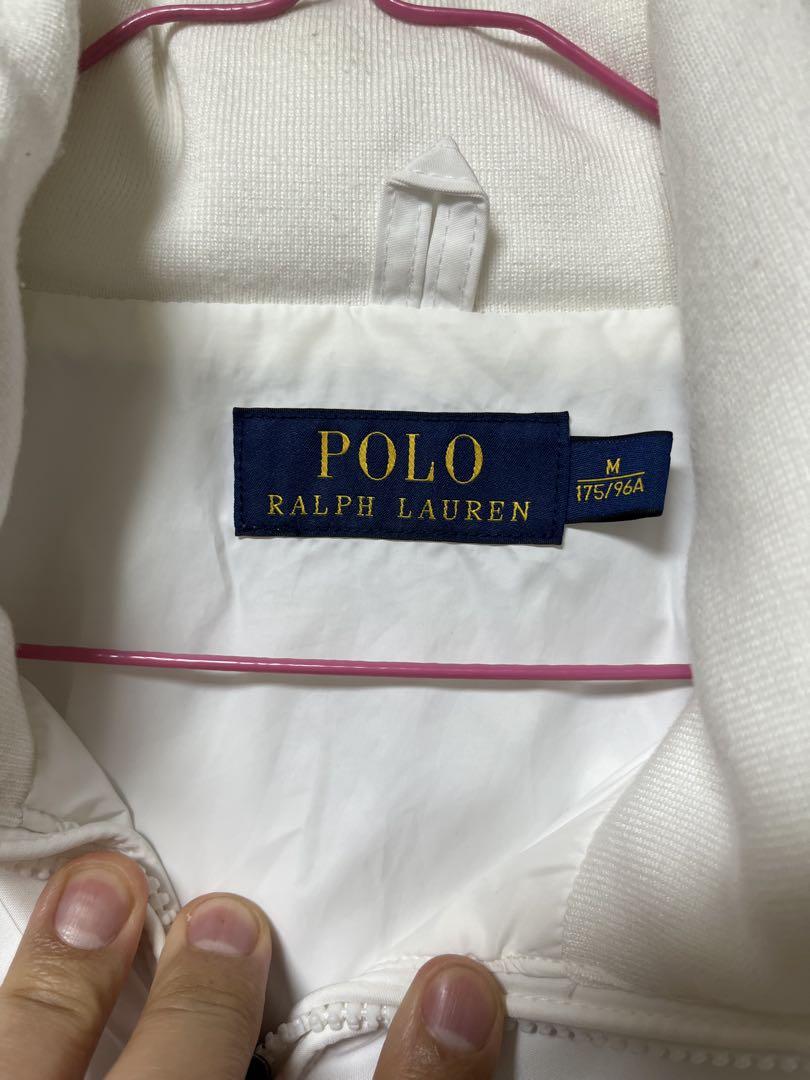 POLO
RALPH LAUREN
M
175/96A